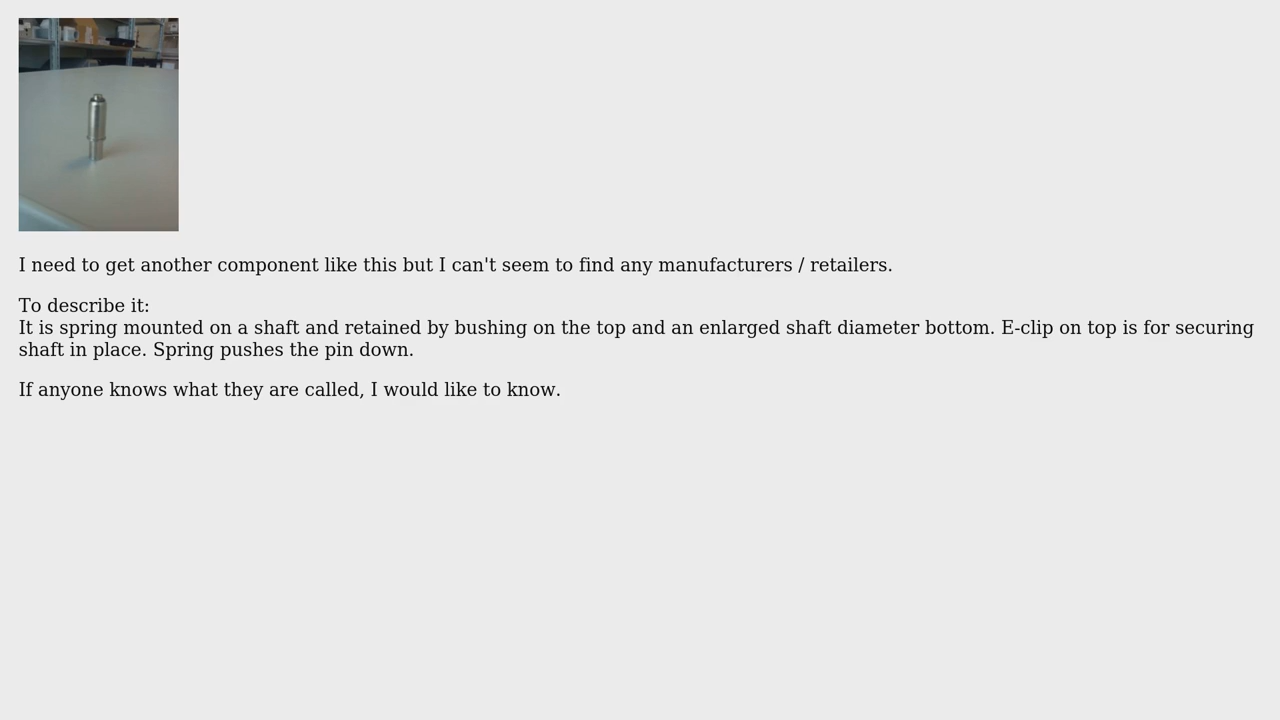 I need to get another component like this but I can't seem to find any manufacturers / retailers.
To describe it:
It is spring mounted on a shaft and retained by bushing on the top and an enlarged shaft diameter bottom. E-clip on top is for securing
shaft in place. Spring pushes the pin down.
If anyone knows what they are called, I would like to know.